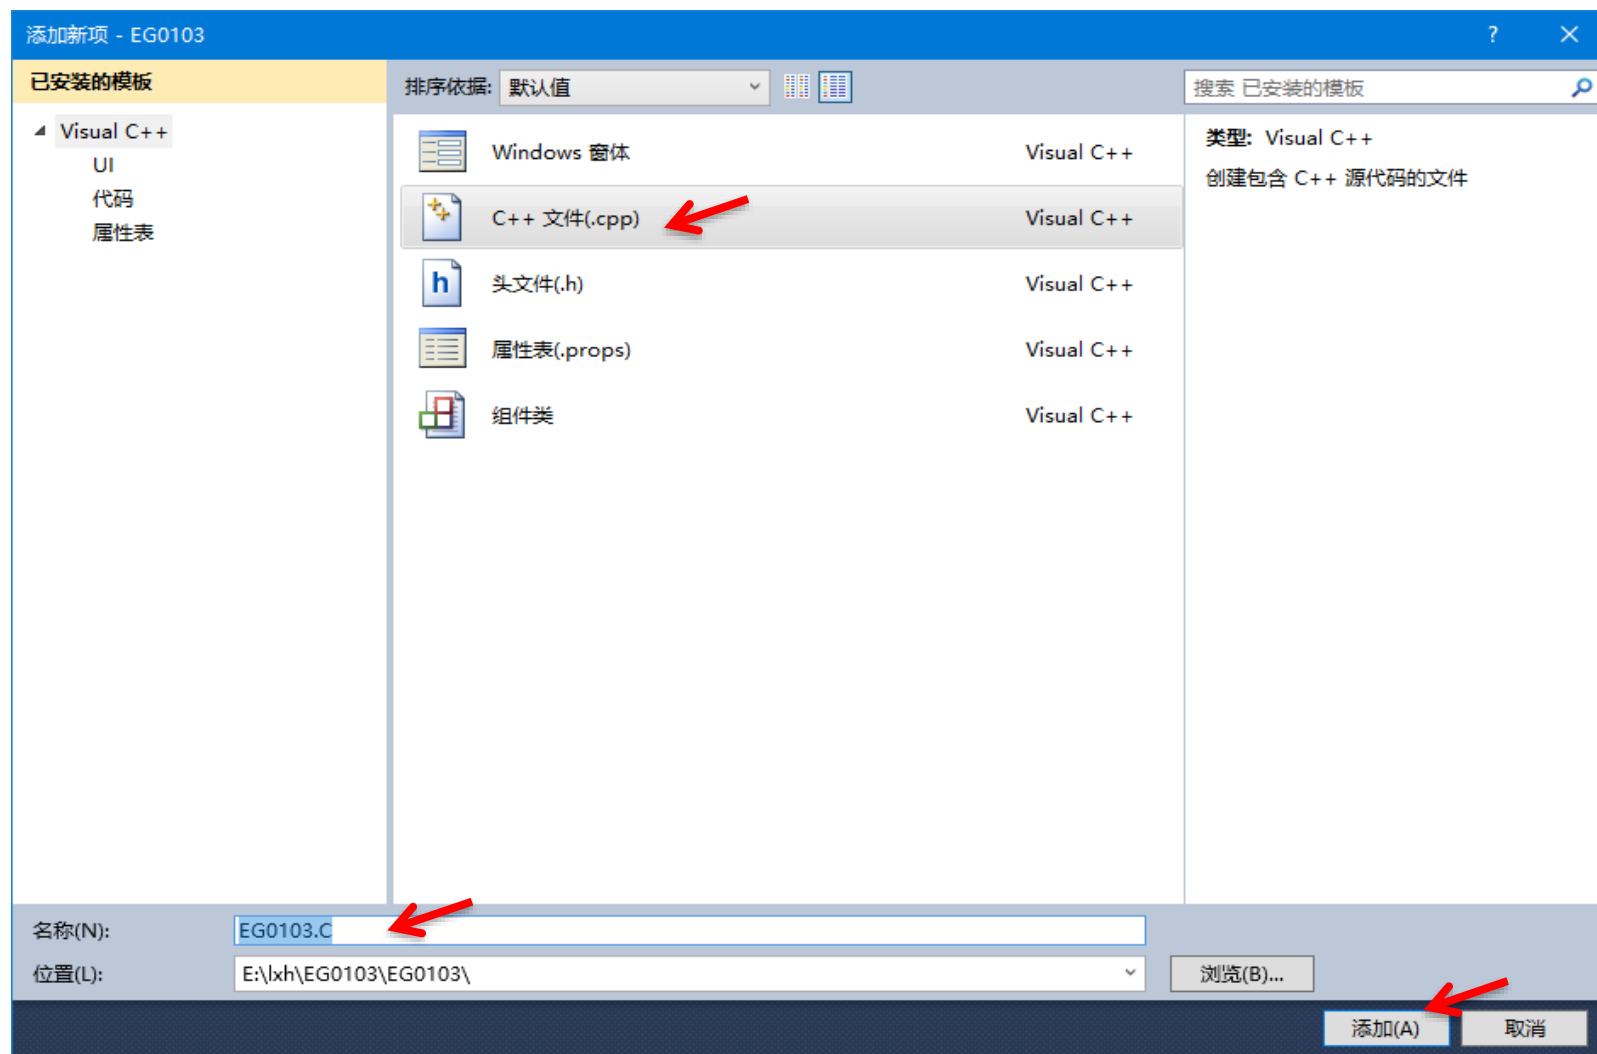 添加新项 - EG0103
?
已安装的模板
排序依据: 默认值
搜索 已安装的模板
Visual C++
UI
代码
属性表
Windows 窗体 Visual C++
C++ 文件(.cpp) Visual C++
h 头文件(.h) Visual C++
属性表(.props) Visual C++
组件类 Visual C++
类型: Visual C++
创建包含 C++ 源代码的文件
名称(N): EG0103.C
位置(L): E:\lxh\EG0103\EG0103\ 浏览(B)...
添加(A) 取消